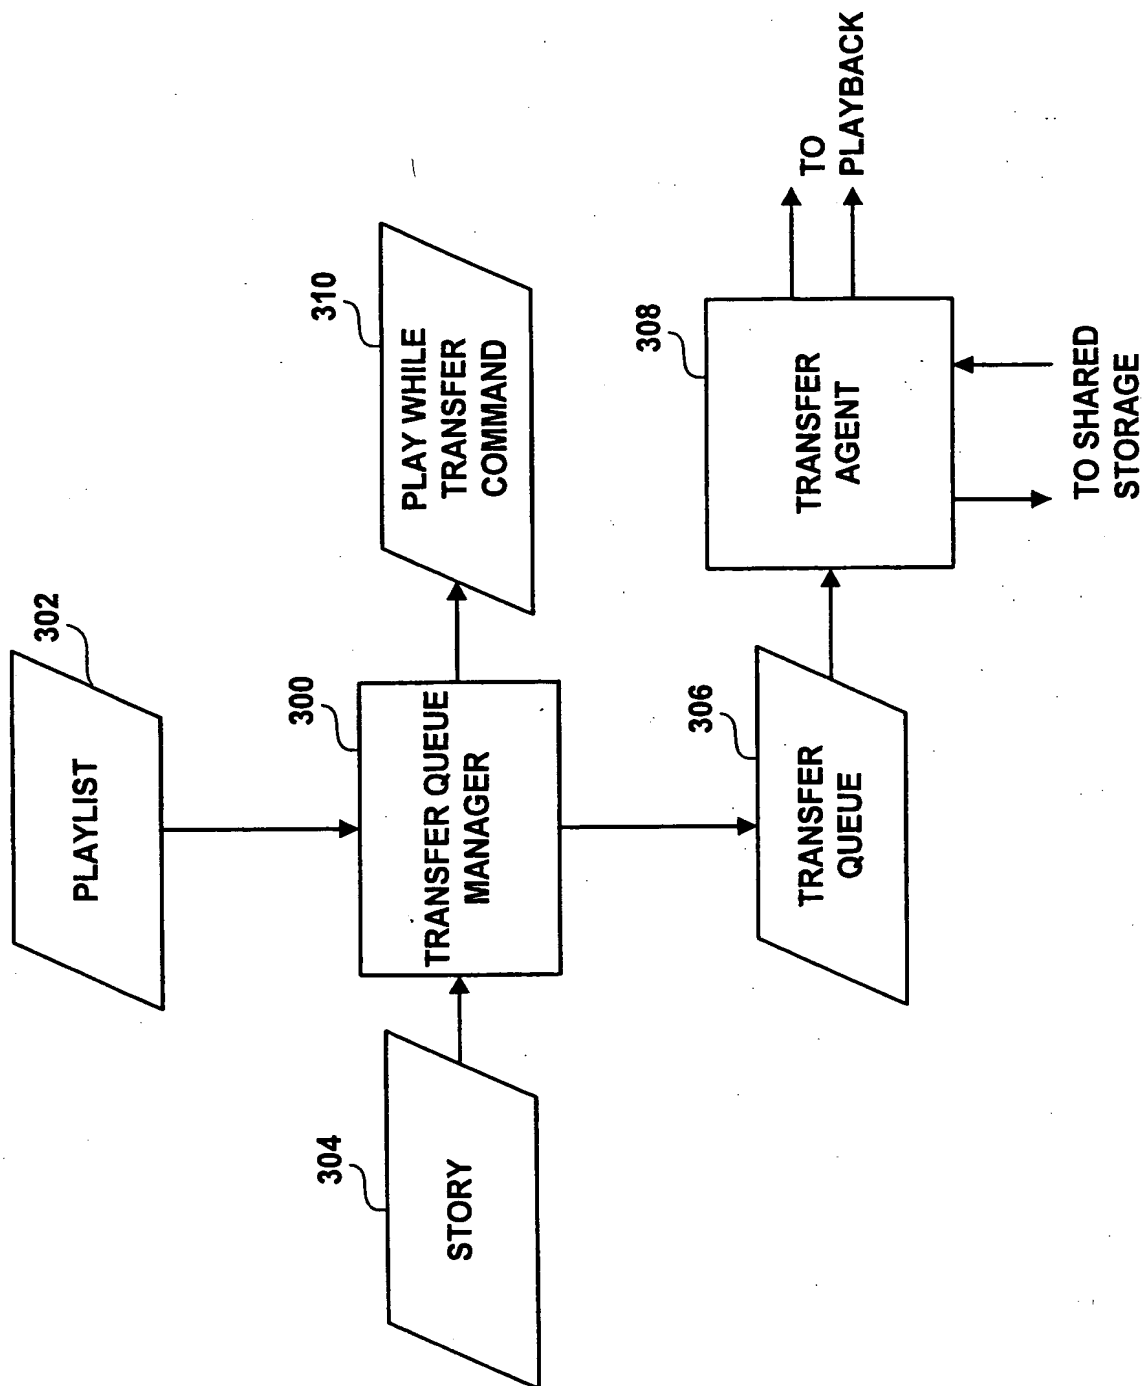 PLAYLIST
302
STORY
304
TRANSFER QUEUE
MANAGER
300
PLAY WHILE
TRANSFER
COMMAND
310
TRANSFER
QUEUE
306
TRANSFER
AGENT
308
TO
PLAYBACK
TO SHARED
STORAGE